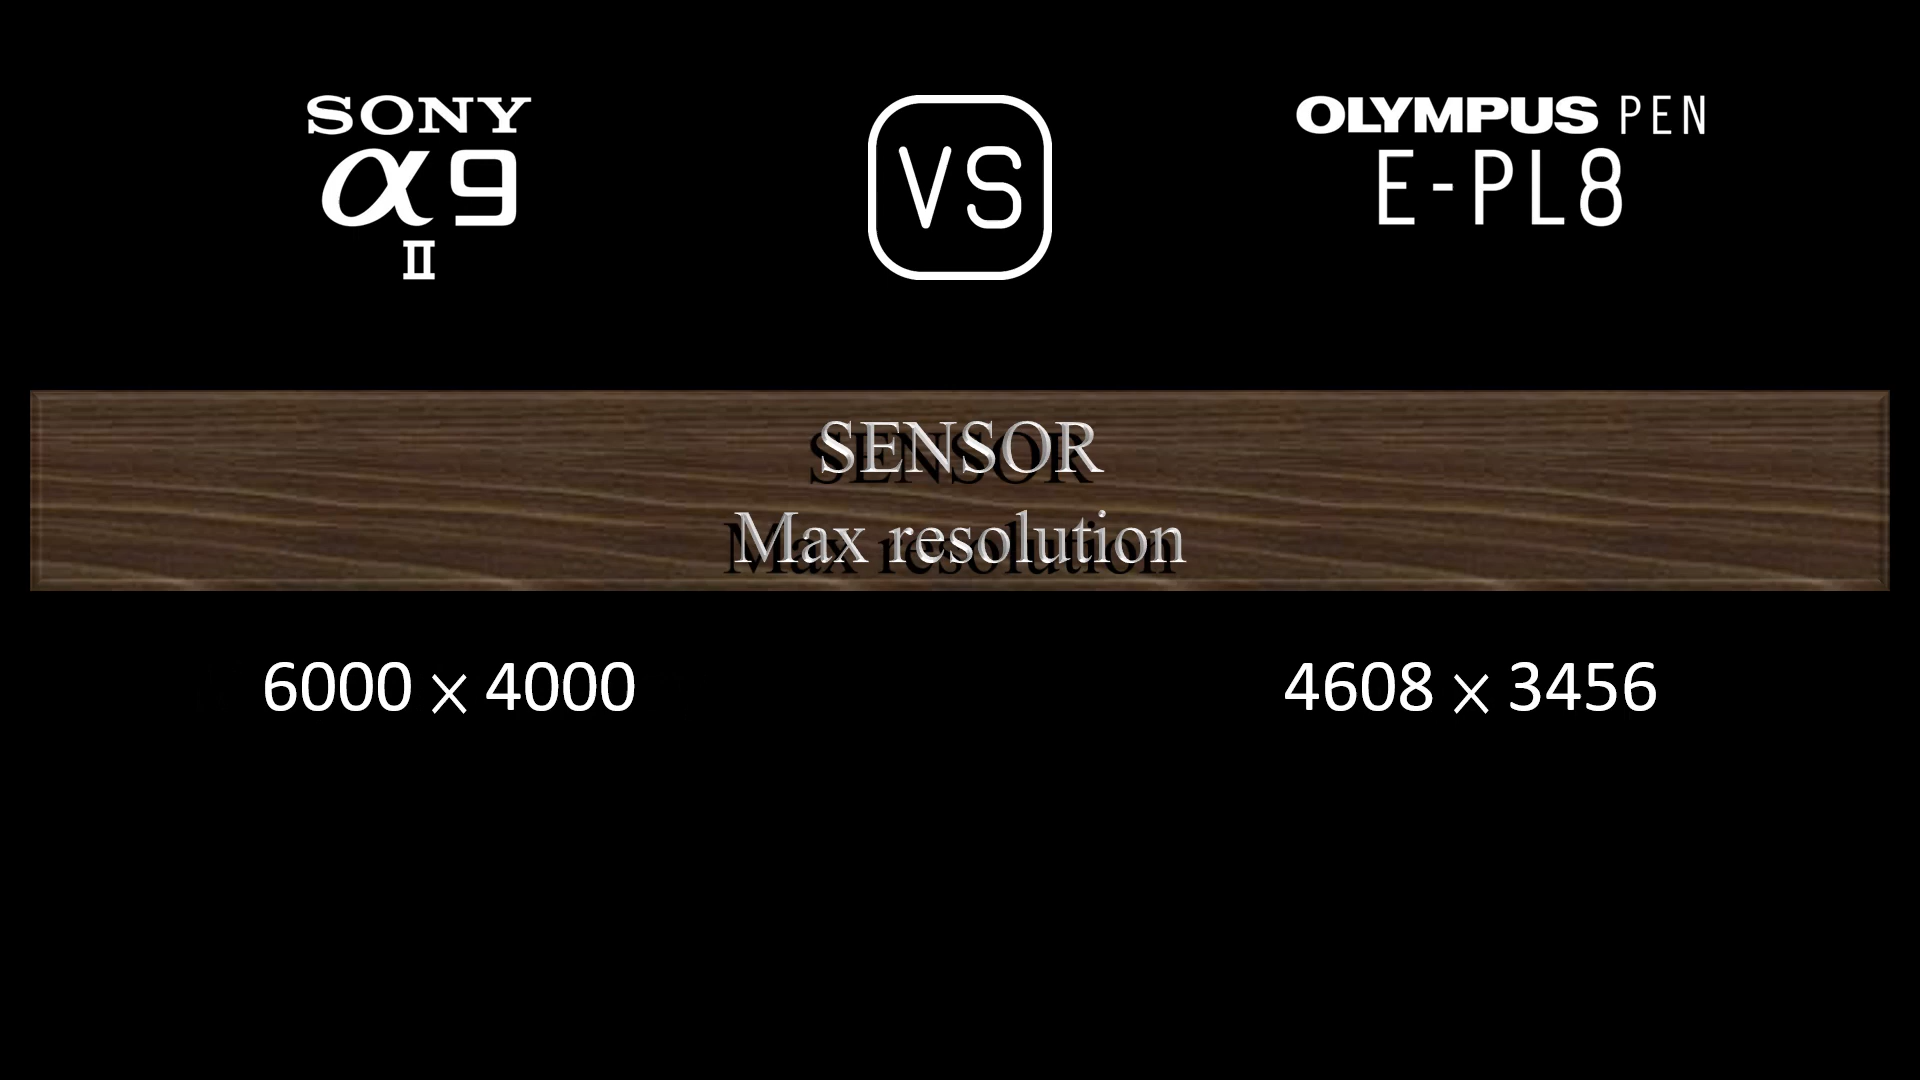 SONY
α9
II
VS
OLYMPUS PEN
E-PL8
SENSOR
Max resolution
6000 x 4000
4608 x 3456